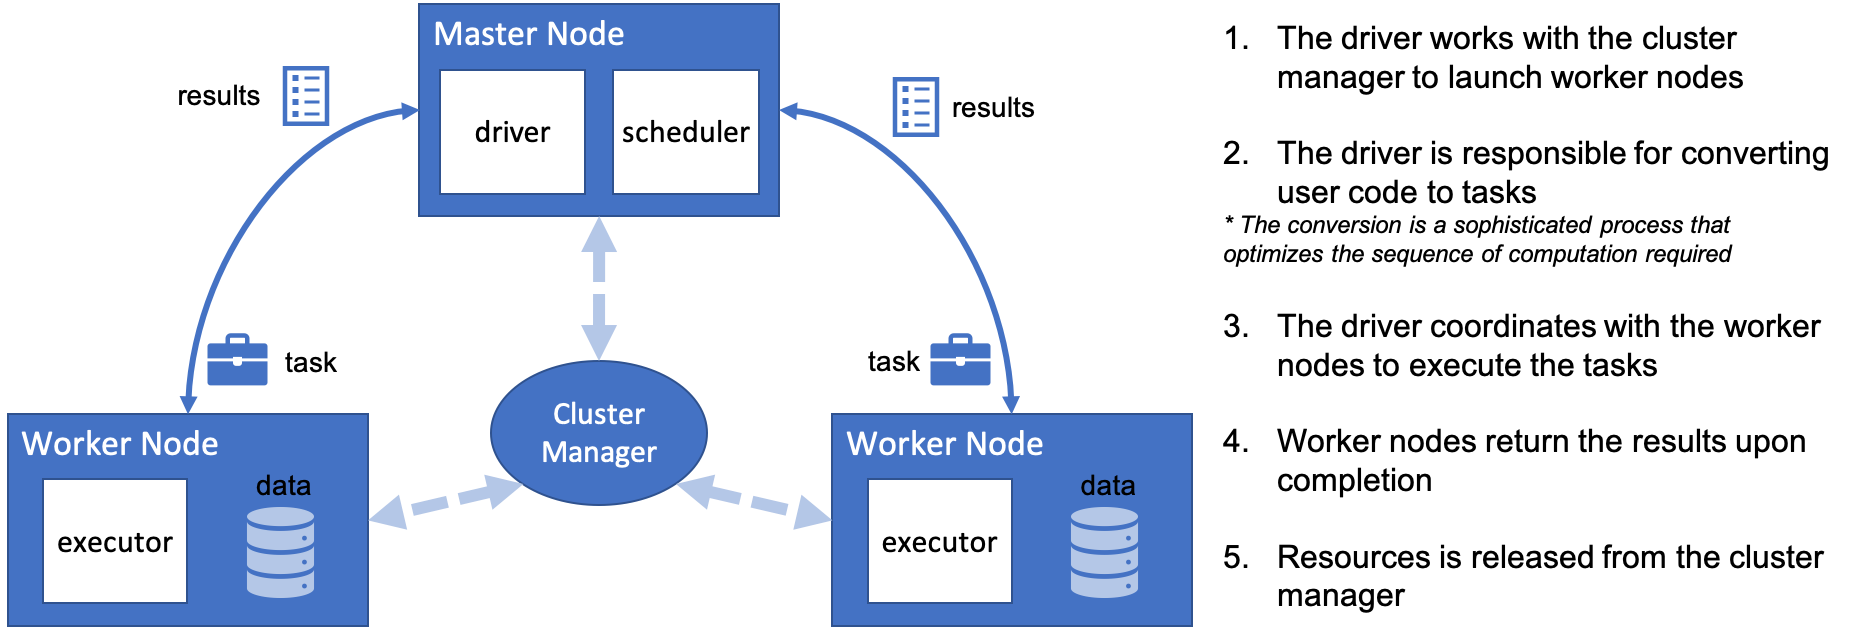 Master Node
driver
scheduler
results
results
task
task
Cluster
Manager
Worker Node
executor
data
Worker Node
executor
data
1. The driver works with the cluster
manager to launch worker nodes
2. The driver is responsible for converting
user code to tasks
* The conversion is a sophisticated process that
optimizes the sequence of computation required
3. The driver coordinates with the worker
nodes to execute the tasks
4. Worker nodes return the results upon
completion
5. Resources is released from the cluster
manager